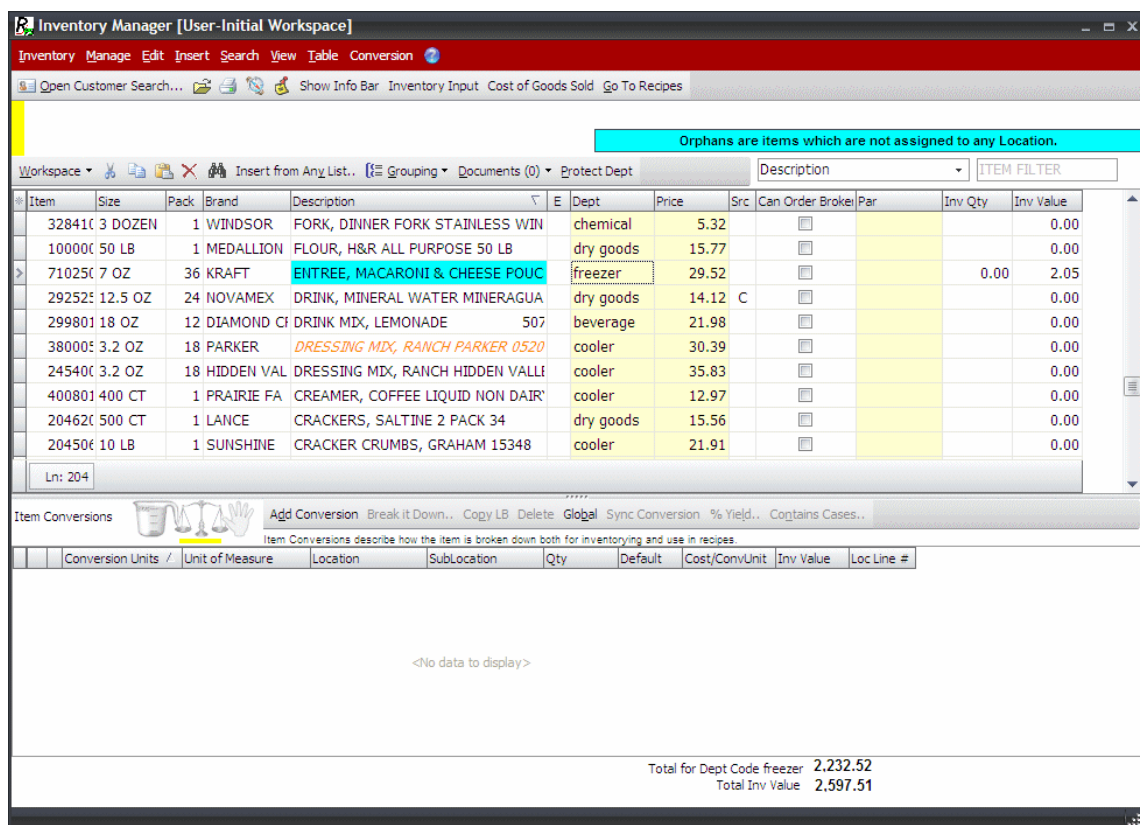 Inventory Manager [User-Initial Workspace]
Inventory Manage Edit Insert Search View Table Conversion ?
Open Customer Search... Show Info Bar Inventory Input Cost of Goods Sold Go To Recipes
Orphans are items which are not assigned to any Location.
Workspace Insert from Any List.. Grouping Documents (0) Protect Dept Description ITEM FILTER
Item Size Pack Brand Description E Dept Price Src Can Order Broker Par Inv Qty Inv Value
328410 3 DOZEN 1 WINDSOR FORK, DINNER FORK STAINLESS WIN chemical 5.32 0.00
100000 50 LB 1 MEDALLION FLOUR, H&R ALL PURPOSE 50 LB dry goods 15.77 0.00
710250 7 OZ 36 KRAFT ENTREE, MACARONI & CHEESE POUC freezer 29.52 0.00 2.05
292525 12.5 OZ 24 NOVAMEX DRINK, MINERAL WATER MINERAGUA dry goods 14.12 C 0.00
299801 18 OZ 12 DIAMOND CR DRINK MIX, LEMONADE 507 beverage 21.98 0.00
380005 3.2 OZ 18 PARKER DRESSING MIX, RANCH PARKER 0520 cooler 30.39 0.00
245400 3.2 OZ 18 HIDDEN VAL DRESSING MIX, RANCH HIDDEN VALLE cooler 35.83 0.00
400801 400 CT 1 PRAIRIE FA CREAMER, COFFEE LIQUID NON DAIRY cooler 12.97 0.00
204620 500 CT 1 LANCE CRACKERS, SALTINE 2 PACK 34 dry goods 15.56 0.00
204506 10 LB 1 SUNSHINE CRACKER CRUMBS, GRAHAM 15348 cooler 21.91 0.00
Ln: 204
Item Conversions Add Conversion Break it Down.. Copy LB Delete Global Sync Conversion % Yield.. Contains Cases..
Item Conversions describe how the item is broken down both for inventorying and use in recipes.
Conversion Units Unit of Measure Location SubLocation Qty Default Cost/ConvUnit Inv Value Loc Line #
<No data to display>
Total for Dept Code freezer 2,232.52
Total Inv Value 2,597.51